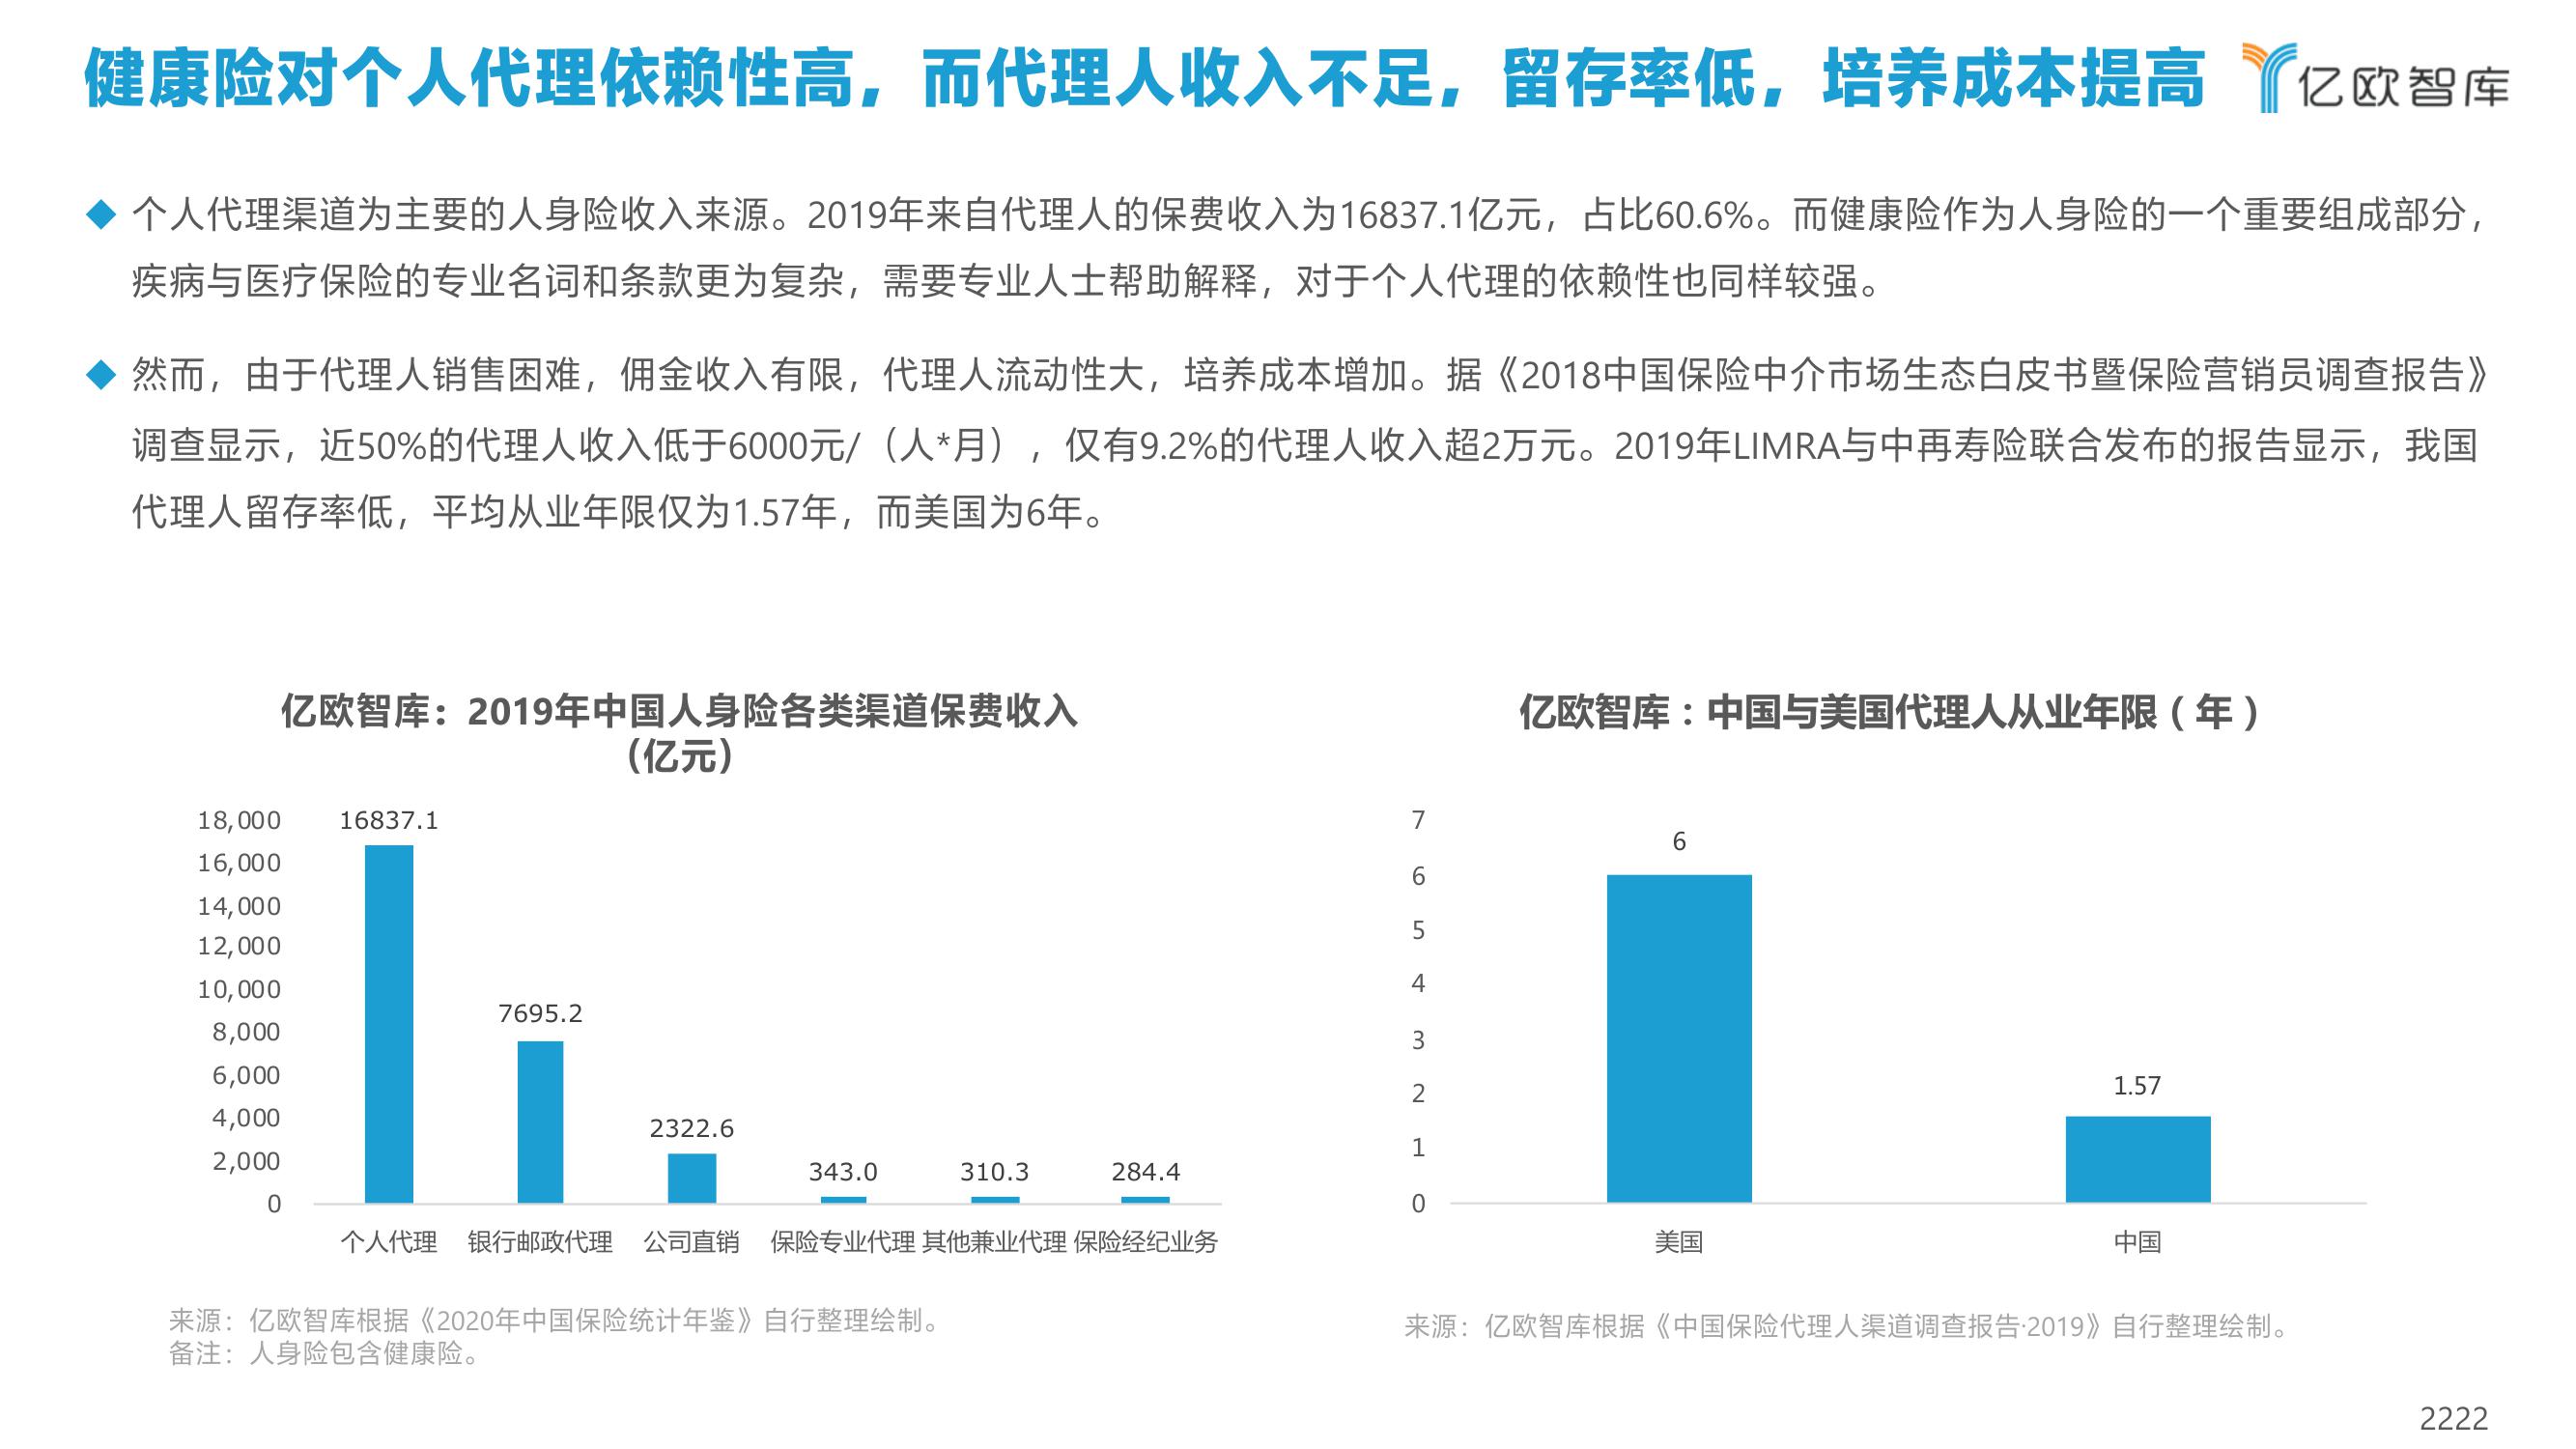 健康险对个人代理依赖性高，而代理人收入不足，留存率低，培养成本提高
亿欧智库
个人代理渠道为主要的人身险收入来源。2019年来自代理人的保费收入为16837.1亿元，占比60.6%。而健康险作为人身险的一个重要组成部分，
疾病与医疗保险的专业名词和条款更为复杂，需要专业人士帮助解释，对于个人代理的依赖性也同样较强。
然而，由于代理人销售困难，佣金收入有限，代理人流动性大，培养成本增加。据《2018中国保险中介市场生态白皮书暨保险营销员调查报告》
调查显示，近50%的代理人收入低于6000元/（人*月），仅有9.2%的代理人收入超2万元。2019年LIMRA与中再寿险联合发布的报告显示，我国
代理人留存率低，平均从业年限仅为1.57年，而美国为6年。
亿欧智库：2019年中国人身险各类渠道保费收入
（亿元）
18,000
16,000
14,000
12,000
10,000
8,000
6,000
4,000
2,000
0
16837.1
7695.2
2322.6
343.0
310.3
284.4
个人代理
银行邮政代理
公司直销
保险专业代理
其他兼业代理
保险经纪业务
来源：亿欧智库根据《2020年中国保险统计年鉴》自行整理绘制。
备注：人身险包含健康险。
亿欧智库：中国与美国代理人从业年限（年）
7
6
5
4
3
2
1
0
6
1.57
美国
中国
来源：亿欧智库根据《中国保险代理人渠道调查报告·2019》自行整理绘制。
2222